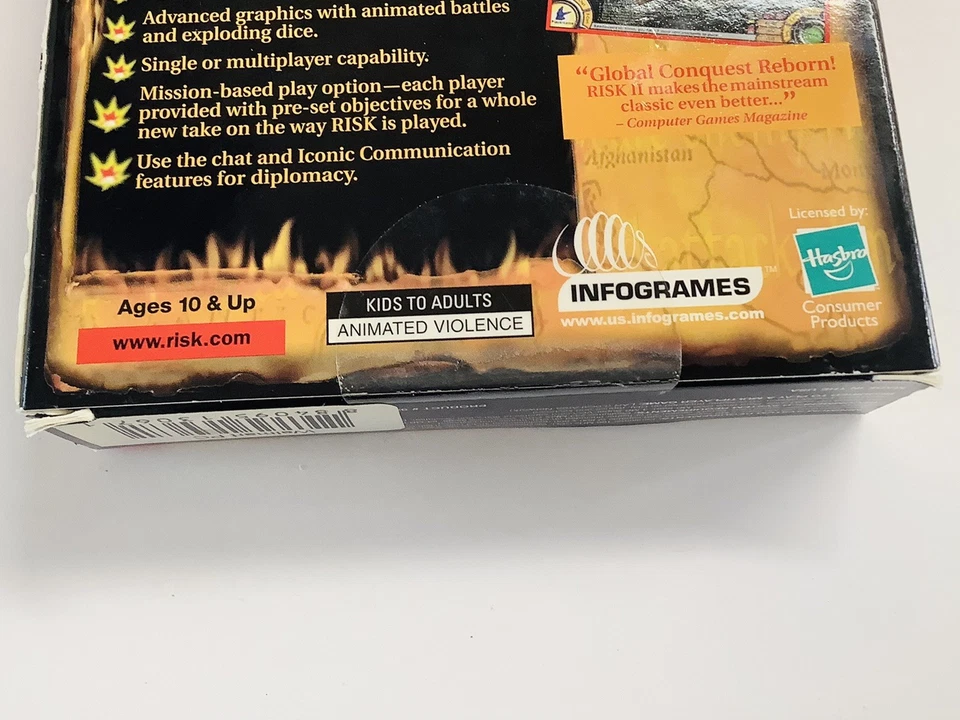 Advanced graphics with animated battles
and exploding dice.
Single or multiplayer capability.
Mission-based play option—each player
provided with pre-set objectives for a whole
new take on the way RISK is played.
Use the chat and Iconic Communication
features for diplomacy.
“Global Conquest Reborn!
RISK II makes the mainstream
classic even better...”
– Computer Games Magazine
Afghanistan
Licensed by:
Hasbro
Consumer
Products
INFOGRAMES™
www.us.infogrames.com
Ages 10 & Up
www.risk.com
KIDS TO ADULTS
ANIMATED VIOLENCE